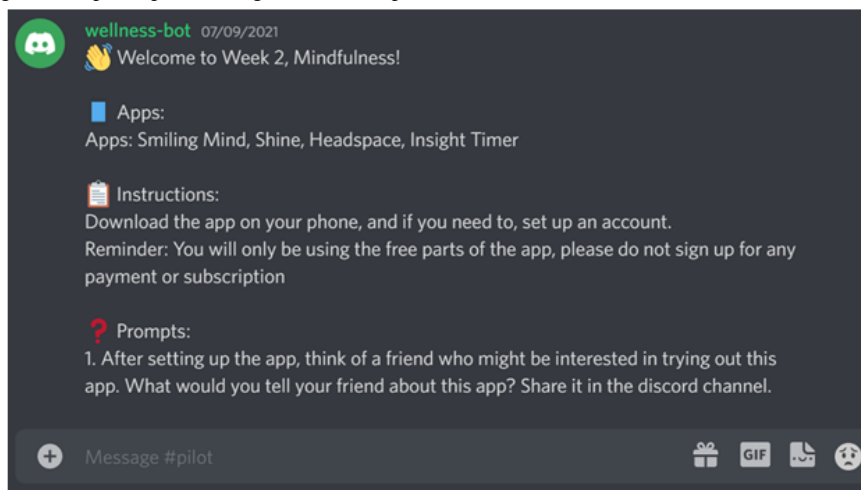 wellness-bot 07/09/2021
👋 Welcome to Week 2, Mindfulness!
Apps:
Apps: Smiling Mind, Shine, Headspace, Insight Timer
📋 Instructions:
Download the app on your phone, and if you need to, set up an account.
Reminder: You will only be using the free parts of the app, please do not sign up for any
payment or subscription
❓ Prompts:
1. After setting up the app, think of a friend who might be interested in trying out this
app. What would you tell your friend about this app? Share it in the discord channel.
Message #pilot
GIF